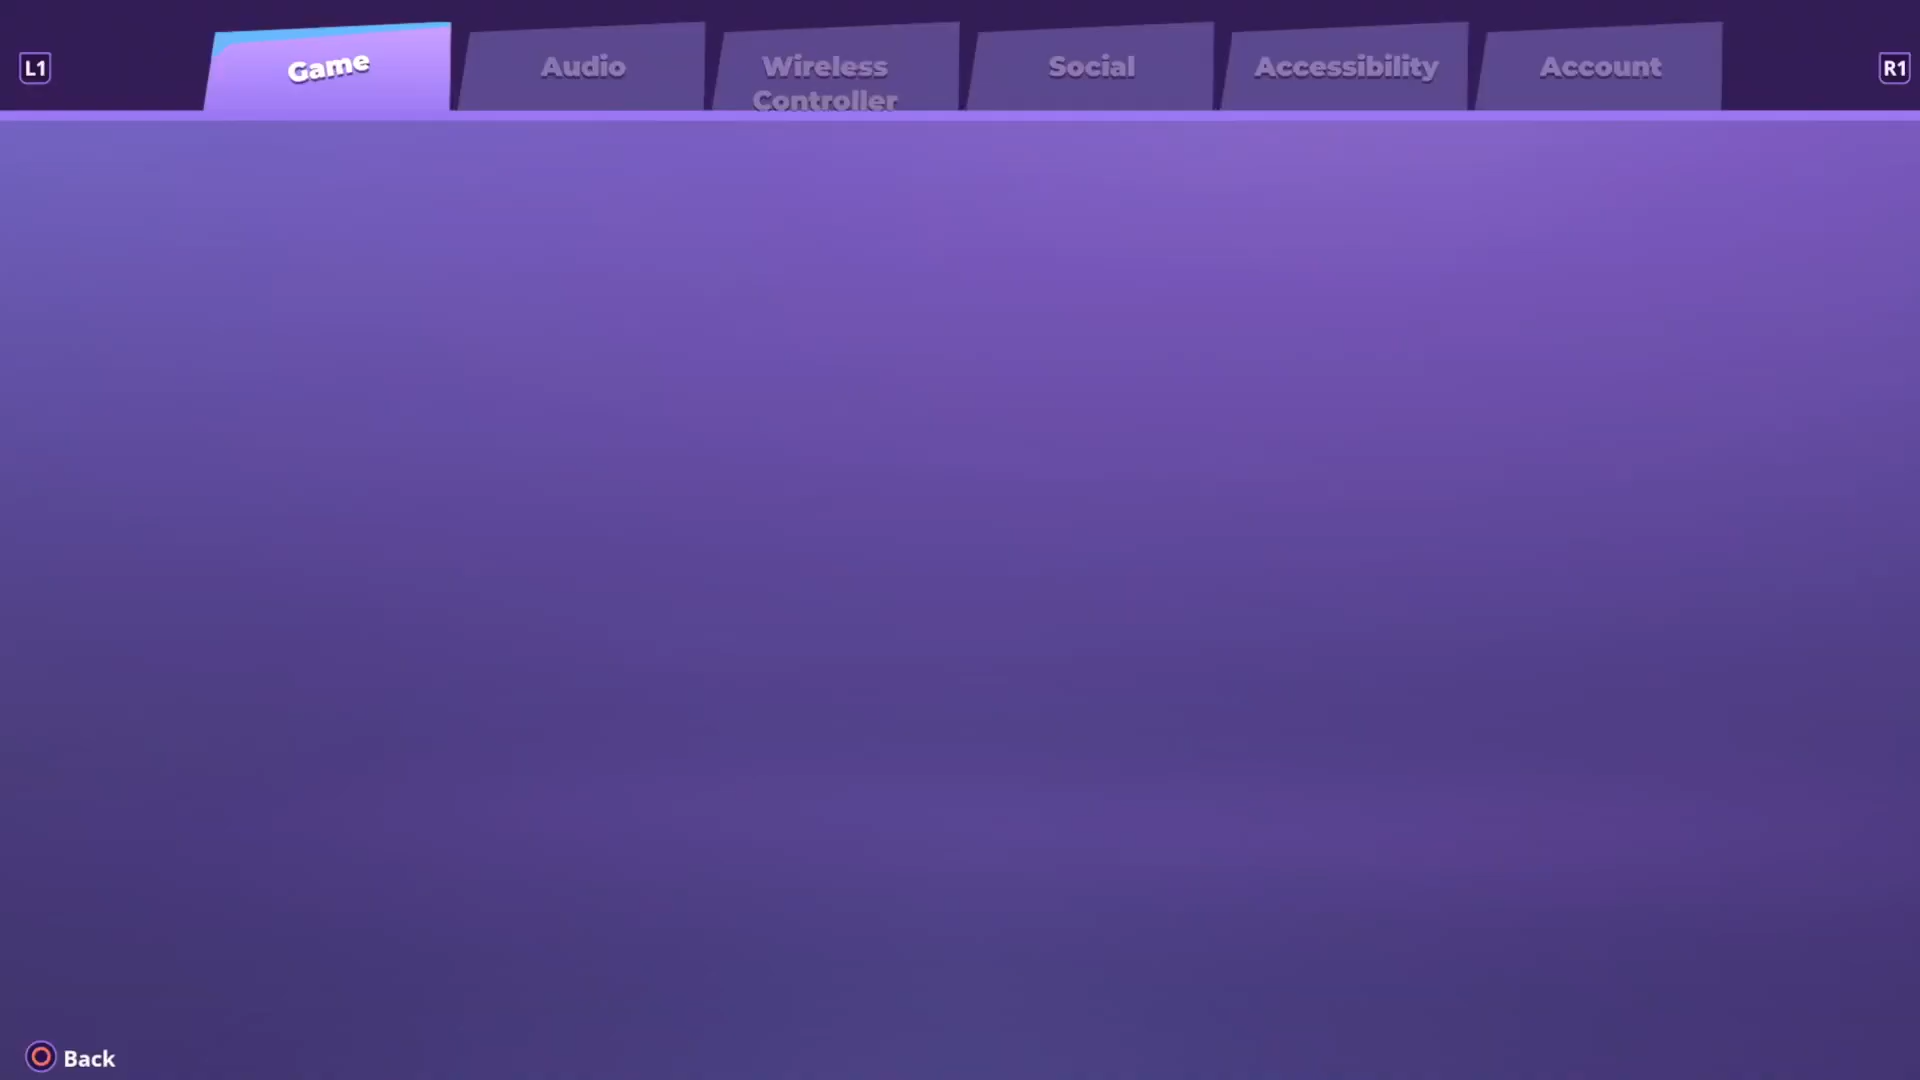 L1
Game
Audio
Wireless
Controller
Social
Accessibility
Account
R1
Back